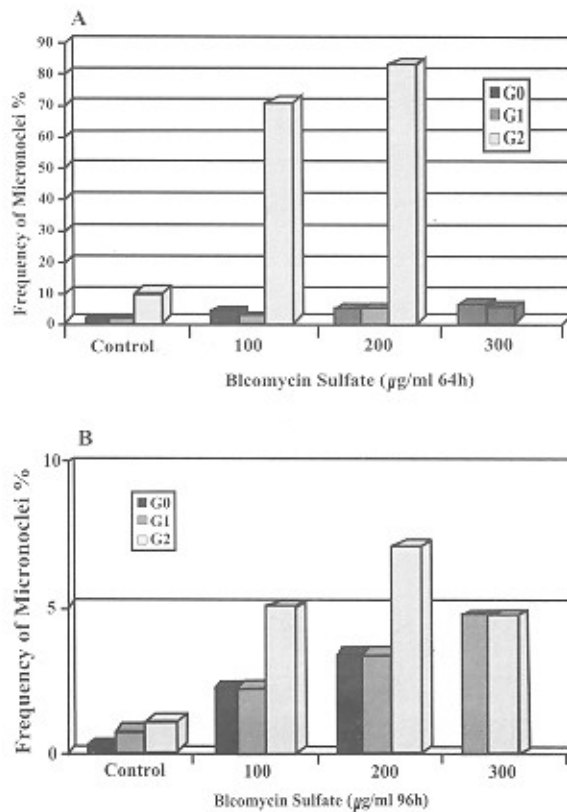 A
90
80
70
60
50
40
30
20
10
0
Frequency of Micronoclei %
G0
G1
G2
Control 100 200 300
Blcomycin Sulfate (µg/ml 64h)
B
10
5
0
Frequency of Micronoclei %
G0
G1
G2
Control 100 200 300
Blcomycin Sulfate (µg/ml 96h)